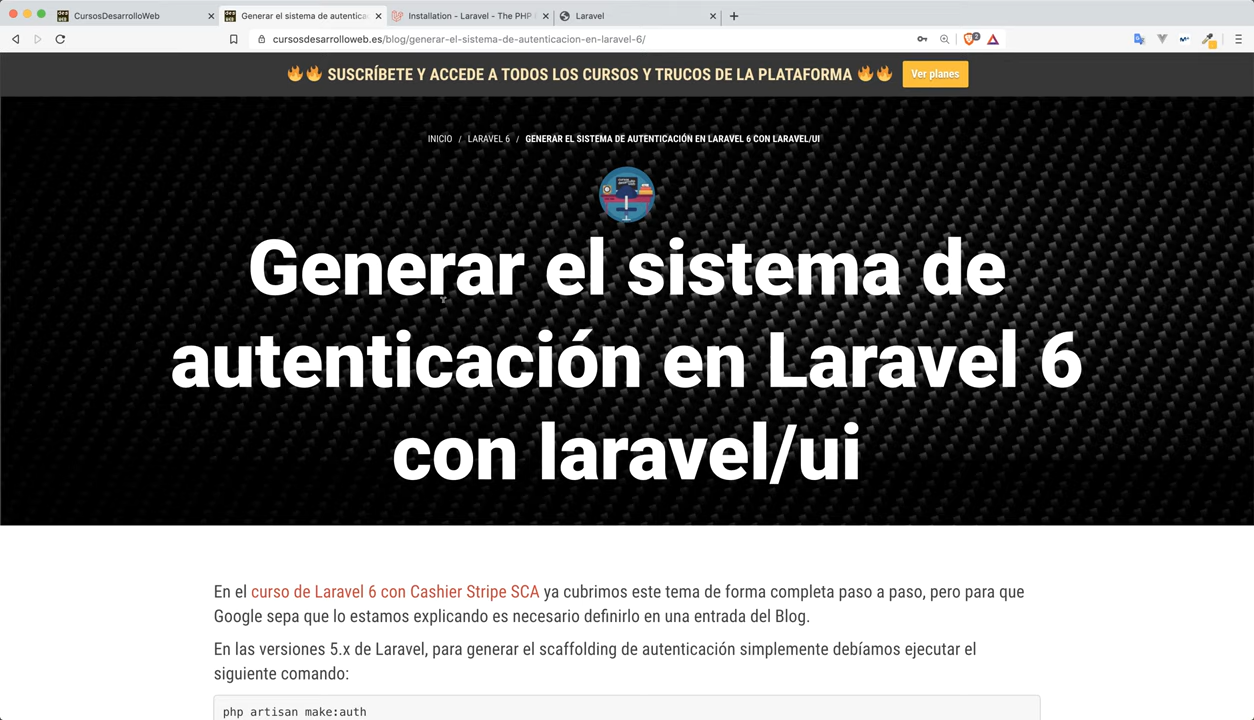 CursosDesarrolloWeb
Generar el sistema de autentica
Installation - Laravel - The PHP
Laravel
cursosdesarrolloweb.es/blog/generar-el-sistema-de-autenticacion-en-laravel-6/
SUSCRÍBETE Y ACCEDE A TODOS LOS CURSOS Y TRUCOS DE LA PLATAFORMA
Ver planes
INICIO / LARAVEL 6 / GENERAR EL SISTEMA DE AUTENTICACIÓN EN LARAVEL 6 CON LARAVEL/UI
Generar el sistema de
autenticación en Laravel 6
con laravel/ui
En el curso de Laravel 6 con Cashier Stripe SCA ya cubrimos este tema de forma completa paso a paso, pero para que
Google sepa que lo estamos explicando es necesario definirlo en una entrada del Blog.
En las versiones 5.x de Laravel, para generar el scaffolding de autenticación simplemente debíamos ejecutar el
siguiente comando:
php artisan make:auth